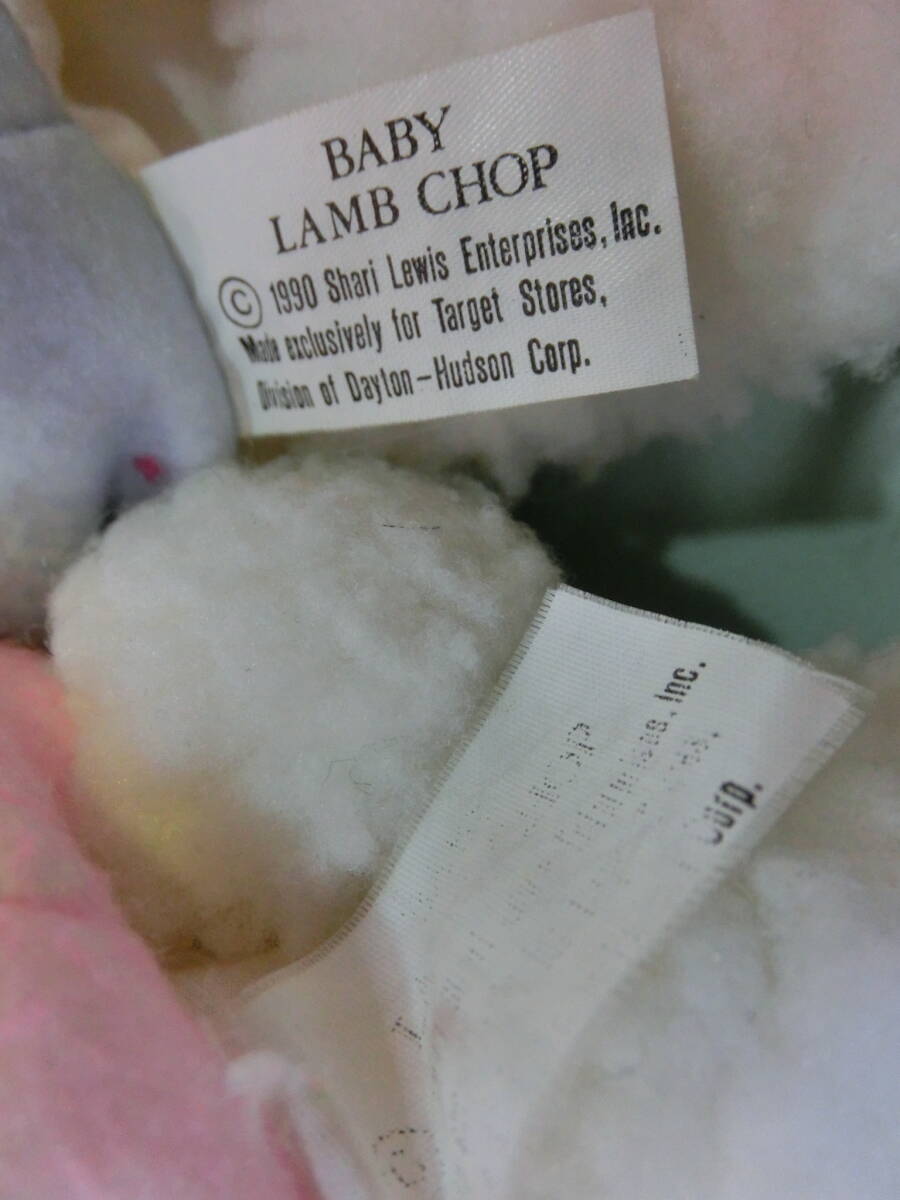 BABY
LAMB CHOP
© 1990 Shari Lewis Enterprises, Inc.
Made exclusively for Target Stores,
Division of Dayton-Hudson Corp.
Inc.
Corp.